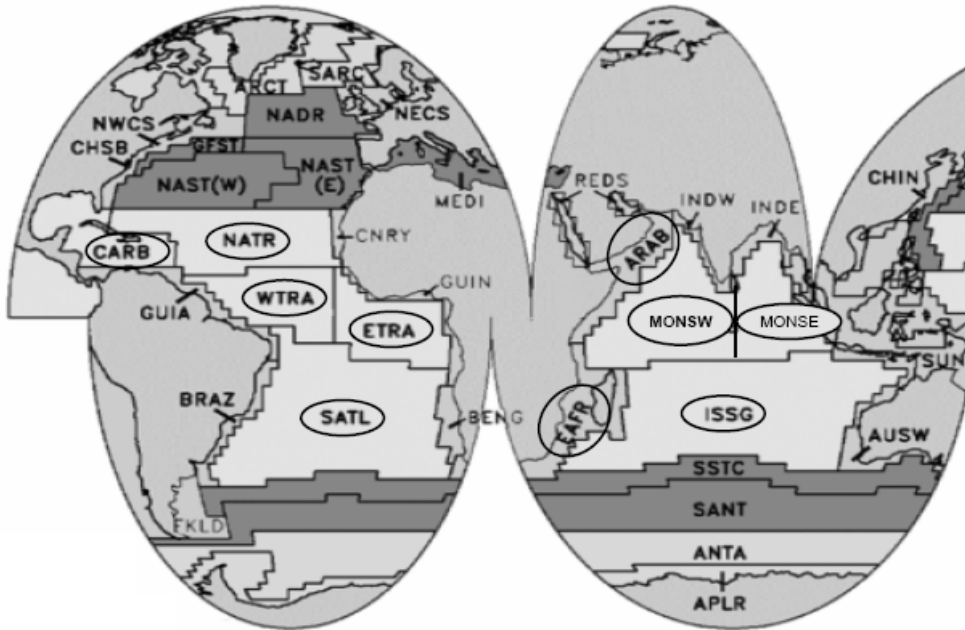 ARCT
SARC
NADR
NECS
NWCS
CHSB
GFST
NAST(W)
NAST
(E)
MEDI
CARB
NATR
CNRY
GUIA
WTRA
GUIN
ETRA
BRAZ
SATL
BENG
FKLD
REDS
ARAB
INDW
INDE
CHIN
MONSW
MONSE
SUN
EAFR
ISSG
AUSW
SSTC
SANT
ANTA
APLR